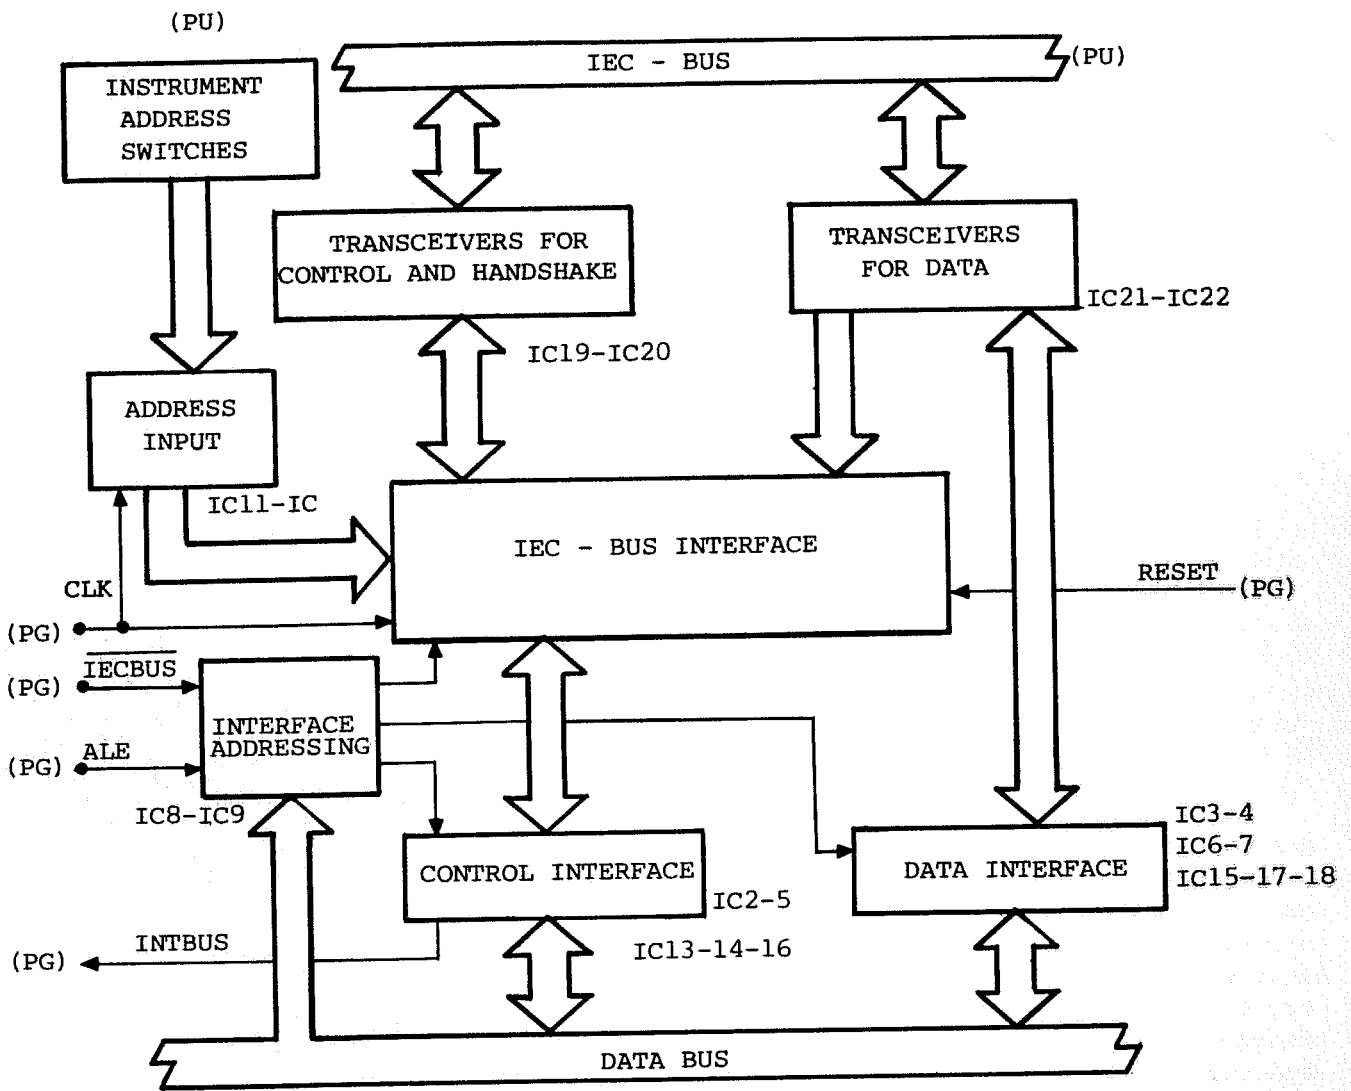 (PU)
IEC - BUS
(PU)
INSTRUMENT
ADDRESS
SWITCHES
TRANSCEIVERS FOR
CONTROL AND HANDSHAKE
TRANSCEIVERS
FOR DATA
IC21-IC22
IC19-IC20
ADDRESS
INPUT
IC11-IC
IEC - BUS INTERFACE
RESET
(PG)
CLK
(PG)
IECBUS
(PG)
INTERFACE
ADDRESSING
ALE
(PG)
IC8-IC9
IC3-4
IC6-7
IC15-17-18
CONTROL INTERFACE
DATA INTERFACE
IC2-5
IC13-14-16
INTBUS
(PG)
DATA BUS